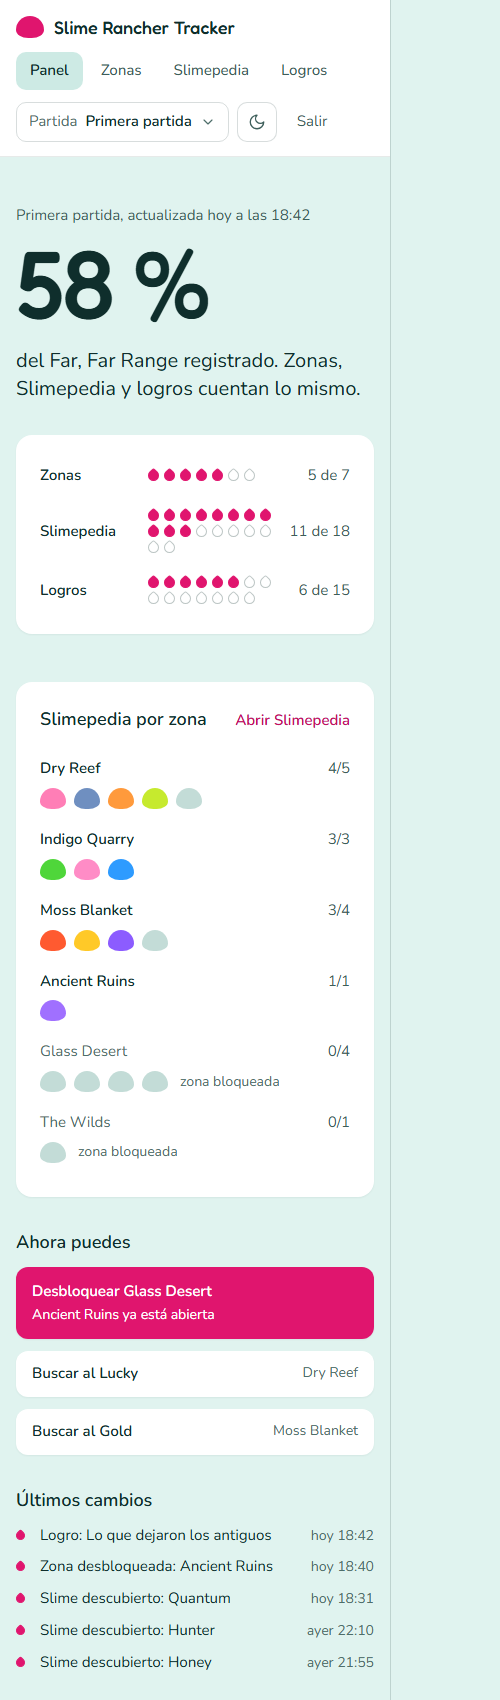 Slime Rancher Tracker
Panel Zonas Slimepedia Logros
Partida Primera partida Salir
Primera partida, actualizada hoy a las 18:42
58 %
del Far, Far Range registrado. Zonas,
Slimepedia y logros cuentan lo mismo.
Zonas 5 de 7
Slimepedia 11 de 18
Logros 6 de 15
Slimepedia por zona Abrir Slimepedia
Dry Reef 4/5
Indigo Quarry 3/3
Moss Blanket 3/4
Ancient Ruins 1/1
Glass Desert 0/4
zona bloqueada
The Wilds 0/1
zona bloqueada
Ahora puedes
Desbloquear Glass Desert
Ancient Ruins ya está abierta
Buscar al Lucky Dry Reef
Buscar al Gold Moss Blanket
Últimos cambios
Logro: Lo que dejaron los antiguos hoy 18:42
Zona desbloqueada: Ancient Ruins hoy 18:40
Slime descubierto: Quantum hoy 18:31
Slime descubierto: Hunter ayer 22:10
Slime descubierto: Honey ayer 21:55